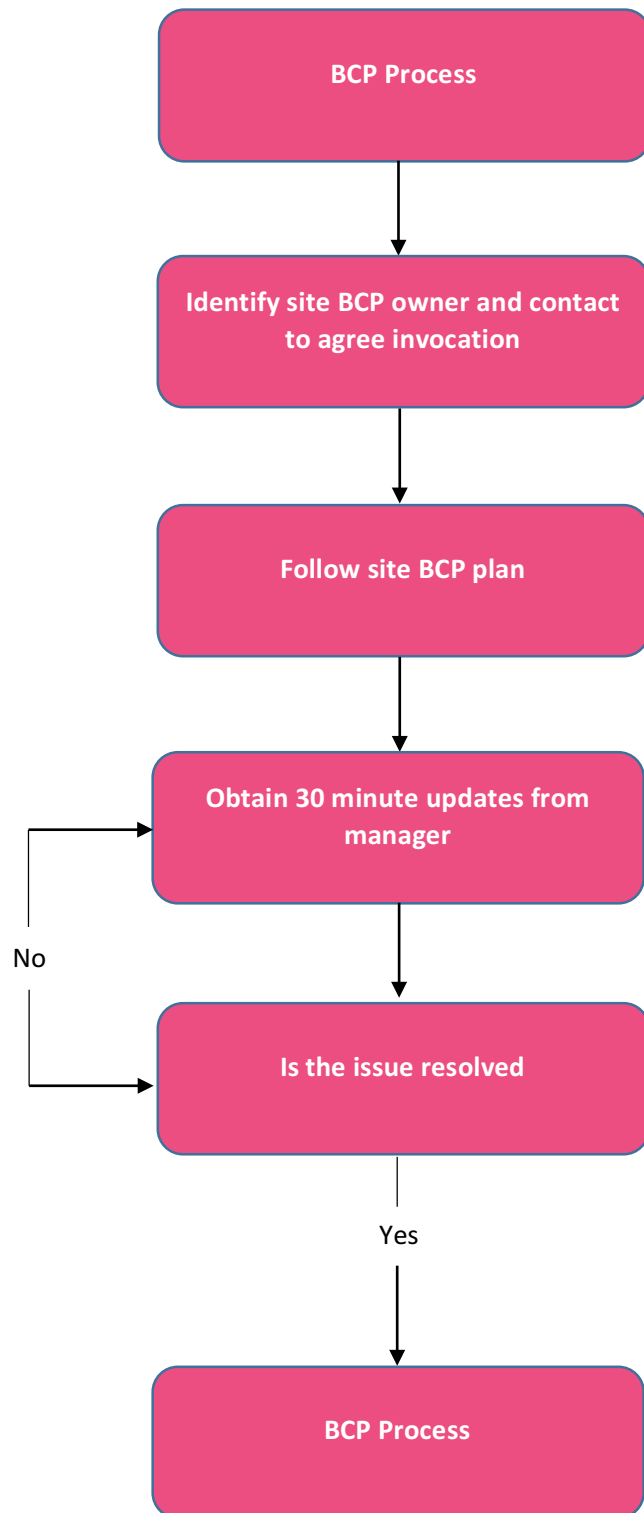 BCP Process
Identify site BCP owner and contact
to agree invocation
Follow site BCP plan
Obtain 30 minute updates from
manager
No
Is the issue resolved
Yes
BCP Process